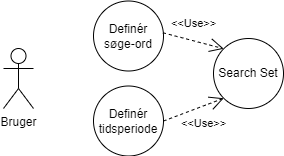 Definér
søge-ord
<<Use>>
Search Set
Bruger
Definér
tidsperiode
<<Use>>